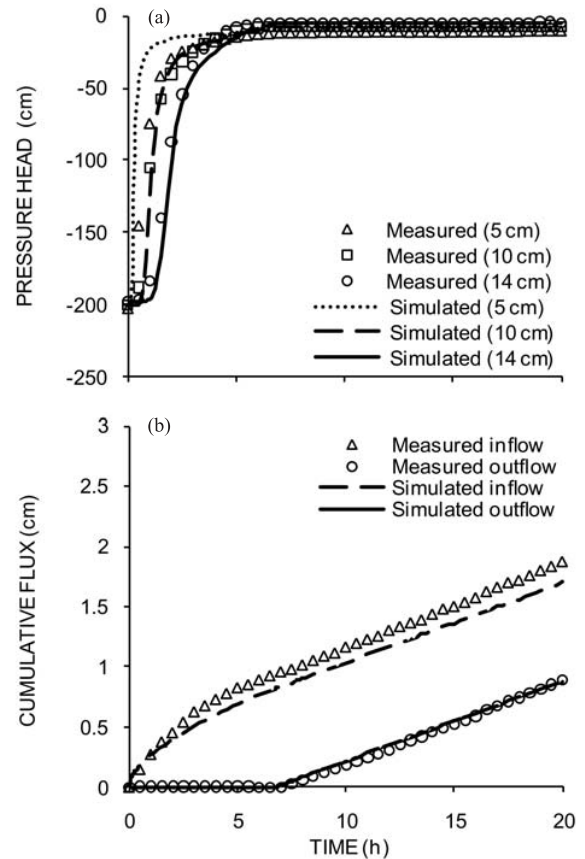 (a)
0
-50
-100
-150
-200
-250
PRESSURE HEAD (cm)
Measured (5 cm)
Measured (10 cm)
Measured (14 cm)
Simulated (5 cm)
Simulated (10 cm)
Simulated (14 cm)
(b)
3
2.5
2
1.5
1
0.5
0
CUMULATIVE FLUX (cm)
Measured inflow
Measured outflow
Simulated inflow
Simulated outflow
0 5 10 15 20
TIME (h)